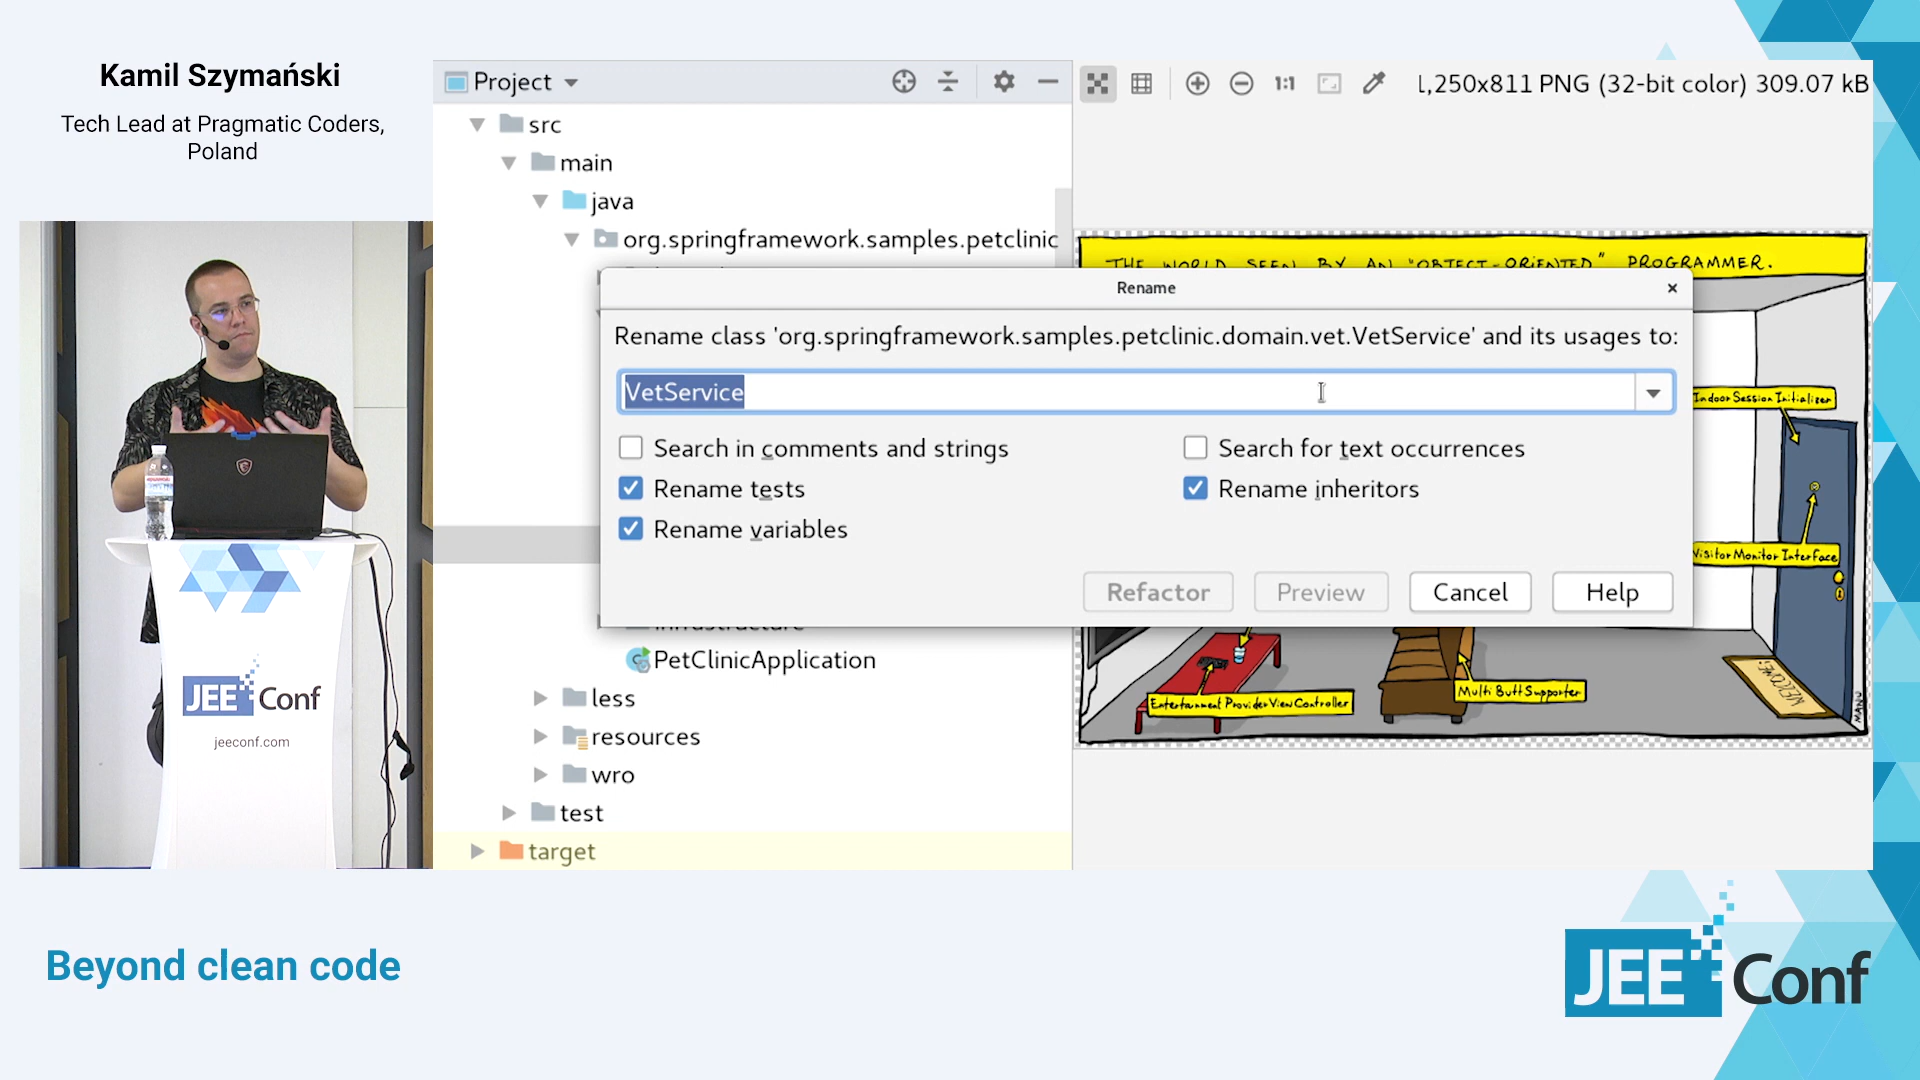 Kamil Szymański
Tech Lead at Pragmatic Coders,
Poland
Project
1:1
1,250x811 PNG (32-bit color) 309.07 kB
src
main
java
org.springframework.samples.petclinic
THE WORLD SEEN BY AN "OBJECT-ORIENTED" PROGRAMMER.
Rename
Rename class 'org.springframework.samples.petclinic.domain.vet.VetService' and its usages to:
VetService
Search in comments and strings
Search for text occurrences
Rename tests
Rename inheritors
Rename variables
Refactor
Preview
Cancel
Help
Indoor Session Initializer
Visitor Monitor Interface
infrastructure
PetClinicApplication
less
resources
wro
test
target
Entertainment Provider View Controller
Multi Butt Supporter
WELCOME
MANU
JEE Conf
jeeconf.com
Beyond clean code
JEE Conf